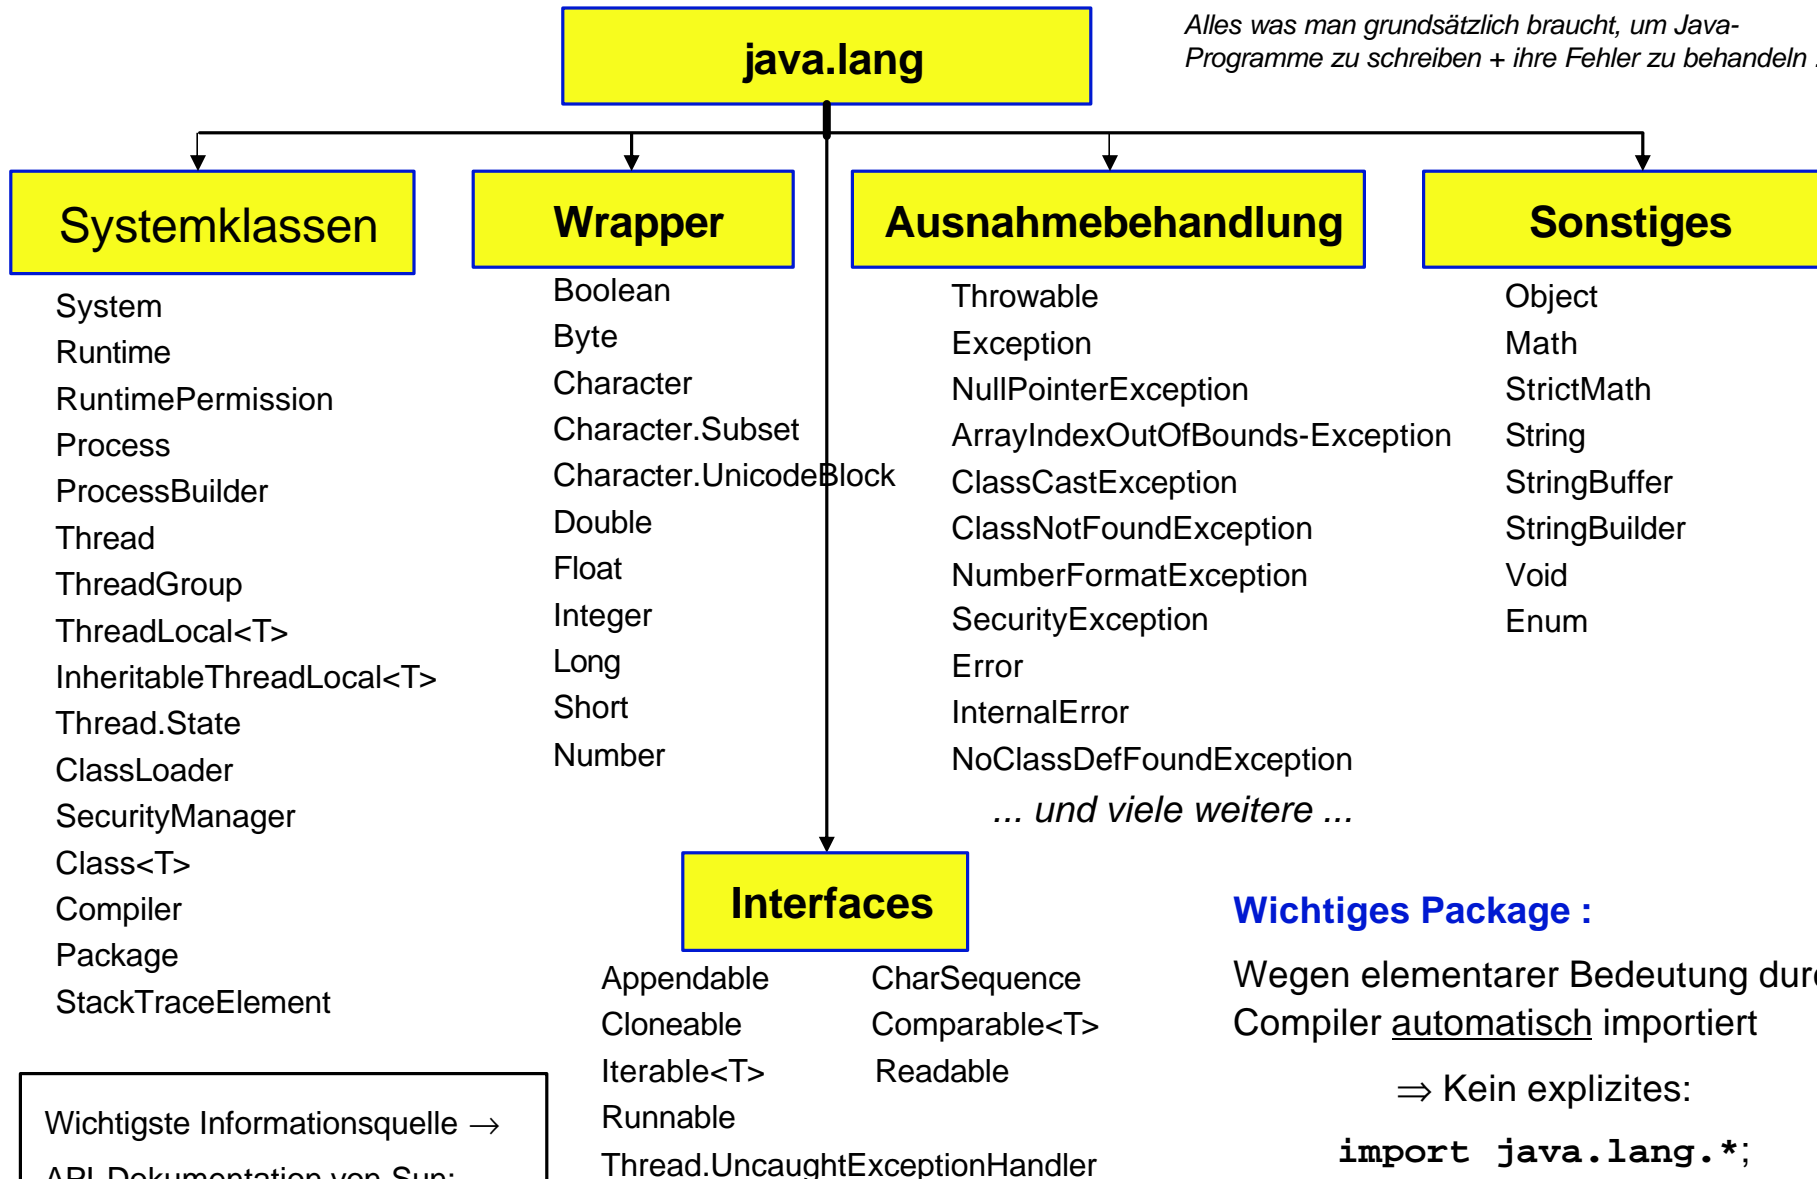 java.lang
Alles was man grundsätzlich braucht, um Java-
Programme zu schreiben + ihre Fehler zu behandeln
Systemklassen
System
Runtime
RuntimePermission
Process
ProcessBuilder
Thread
ThreadGroup
ThreadLocal<T>
InheritableThreadLocal<T>
Thread.State
ClassLoader
SecurityManager
Class<T>
Compiler
Package
StackTraceElement
Wrapper
Boolean
Byte
Character
Character.Subset
Character.UnicodeBlock
Double
Float
Integer
Long
Short
Number
Ausnahmebehandlung
Throwable
Exception
NullPointerException
ArrayIndexOutOfBounds-Exception
ClassCastException
ClassNotFoundException
NumberFormatException
SecurityException
Error
InternalError
NoClassDefFoundException
... und viele weitere ...
Sonstiges
Object
Math
StrictMath
String
StringBuffer
StringBuilder
Void
Enum
Interfaces
Appendable CharSequence
Cloneable Comparable<T>
Iterable<T> Readable
Runnable
Thread.UncaughtExceptionHandler
Wichtiges Package :
Wegen elementarer Bedeutung
Compiler automatisch importiert
⇒ Kein explizites:
import java.lang.*;
Wichtigste Informationsquelle →
API-Dokumentation von Sun: